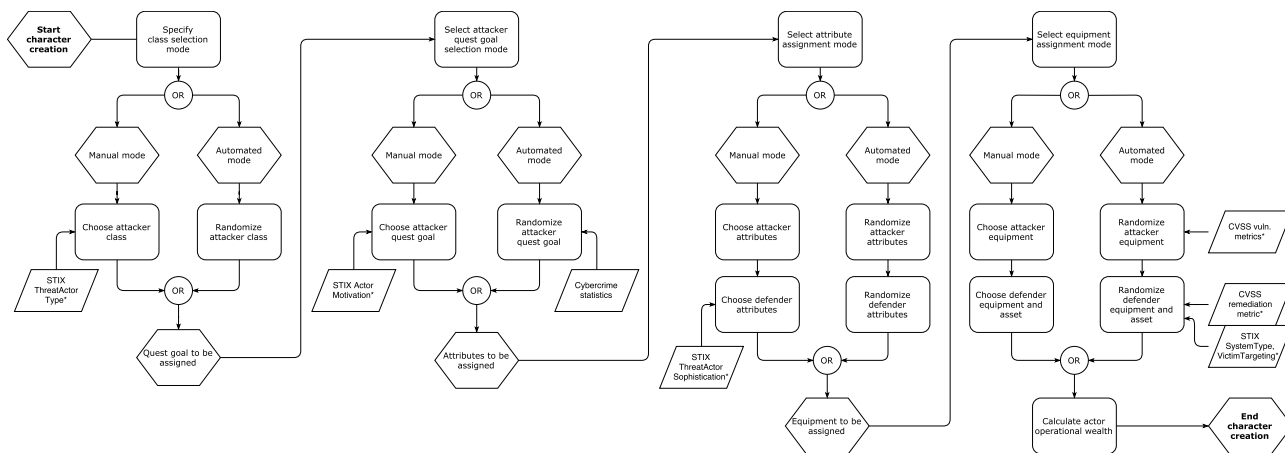 Start
character
creation
Specify
class selection
mode
OR
Manual mode
Automated
mode
Choose attacker
class
Randomize
attacker class
STIX
ThreatActor
Type*
OR
Quest goal to be
assigned
Select attacker
quest goal
selection mode
OR
Manual mode
Automated
mode
Choose attacker
quest goal
Randomize
attacker
quest goal
STIX Actor
Motivation*
OR
Cybercrime
statistics
Attributes to be
assigned
Select attribute
assignment mode
OR
Manual mode
Automated
mode
Choose attacker
attributes
Randomize
attacker
attributes
Choose defender
attributes
Randomize
defender
attributes
STIX
ThreatActor
Sophistication*
OR
Equipment to be
assigned
Select equipment
assignment mode
OR
Manual mode
Automated
mode
Choose attacker
equipment
Randomize
attacker
equipment
CVSS vuln.
metrics*
Choose defender
equipment and
asset
Randomize
defender
equipment and
asset
CVSS
remediation
metric*
STIX
SystemType,
VictimTargeting*
OR
Calculate actor
operational wealth
End
character
creation